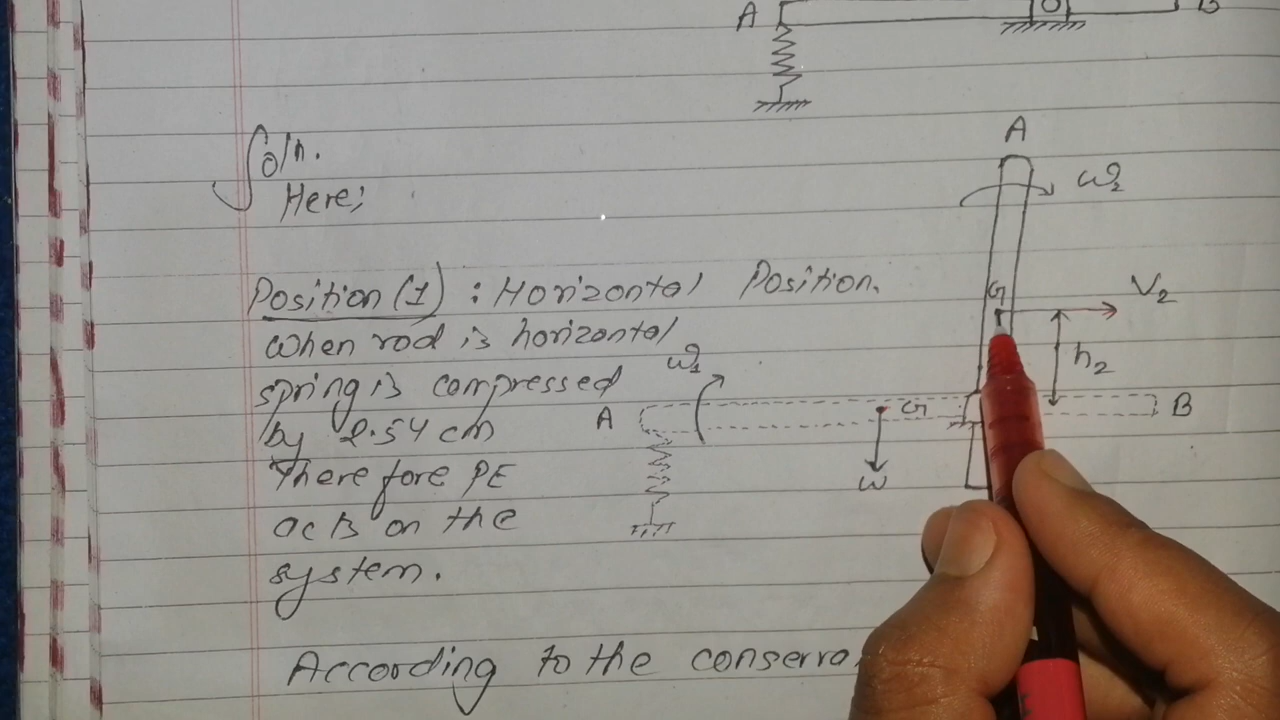 A B
A
Soln.
Here;
ω2
Position (1) : Horizontal Position.
G V2
When rod is horizontal
ω1
h2
spring is compressed
A G B
by 2.54 cm
Therefore PE
W
acts on the
system.
According to the conserva